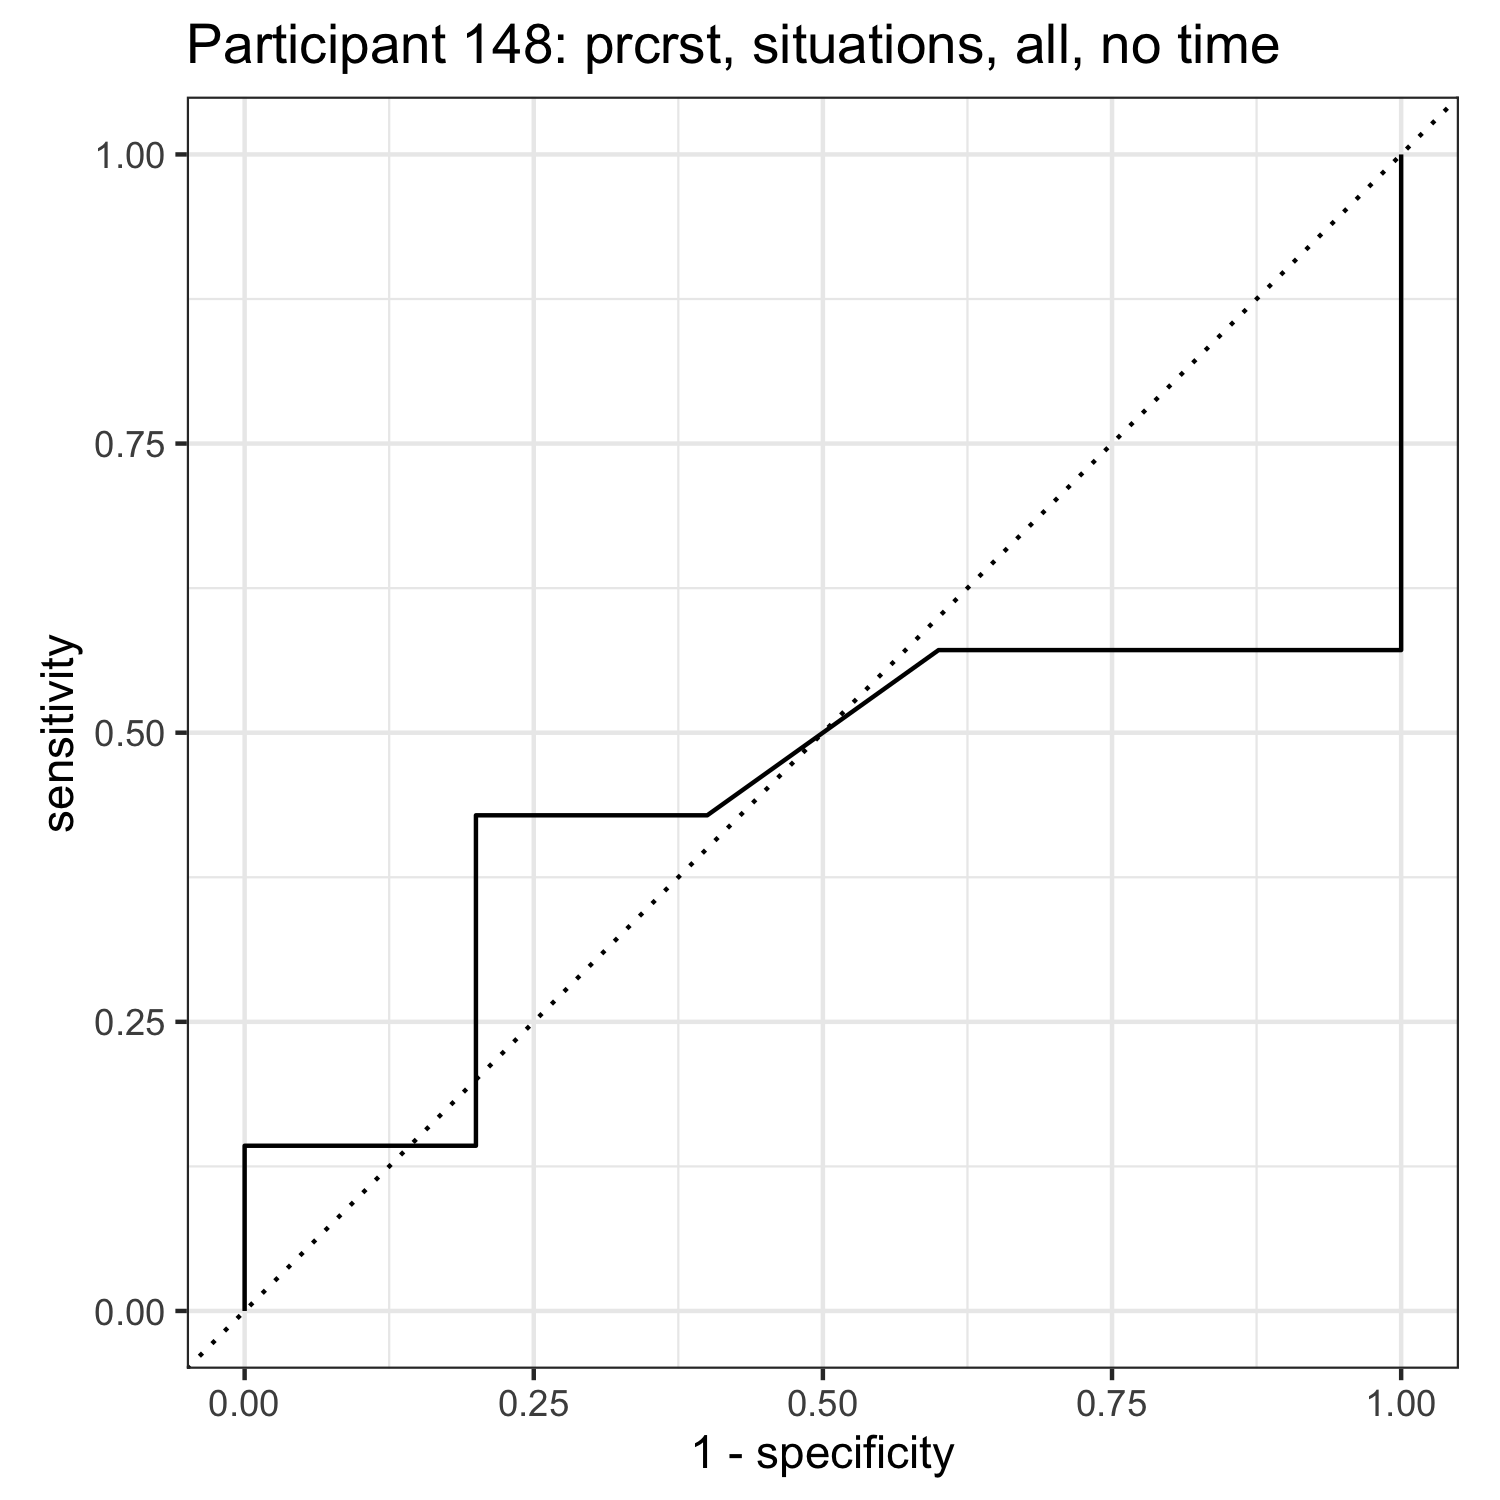 Participant 148: prcrst, situations, all, no time
1.00
0.75
0.50
0.25
0.00
sensitivity
0.00 0.25 0.50 0.75 1.00
1 - specificity